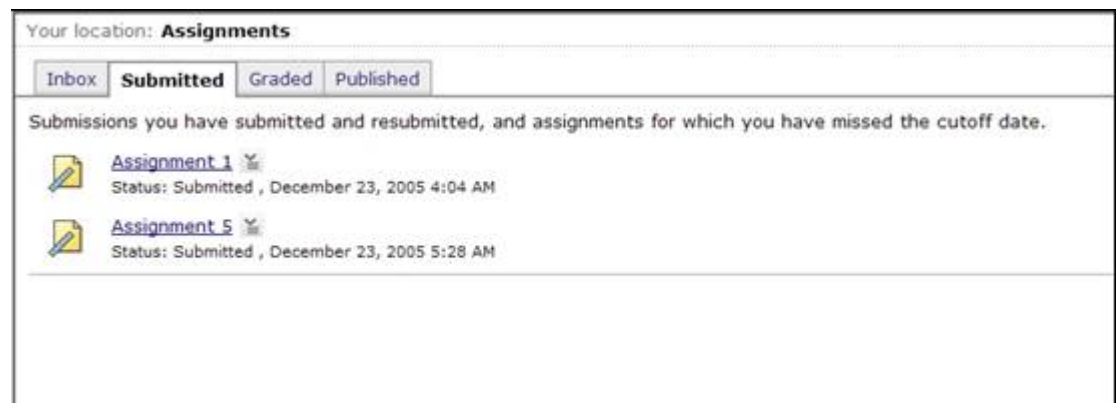 Your location: Assignments
Inbox Submitted Graded Published
Submissions you have submitted and resubmitted, and assignments for which you have missed the cutoff date.
Assignment 1
Status: Submitted , December 23, 2005 4:04 AM
Assignment 5
Status: Submitted , December 23, 2005 5:28 AM